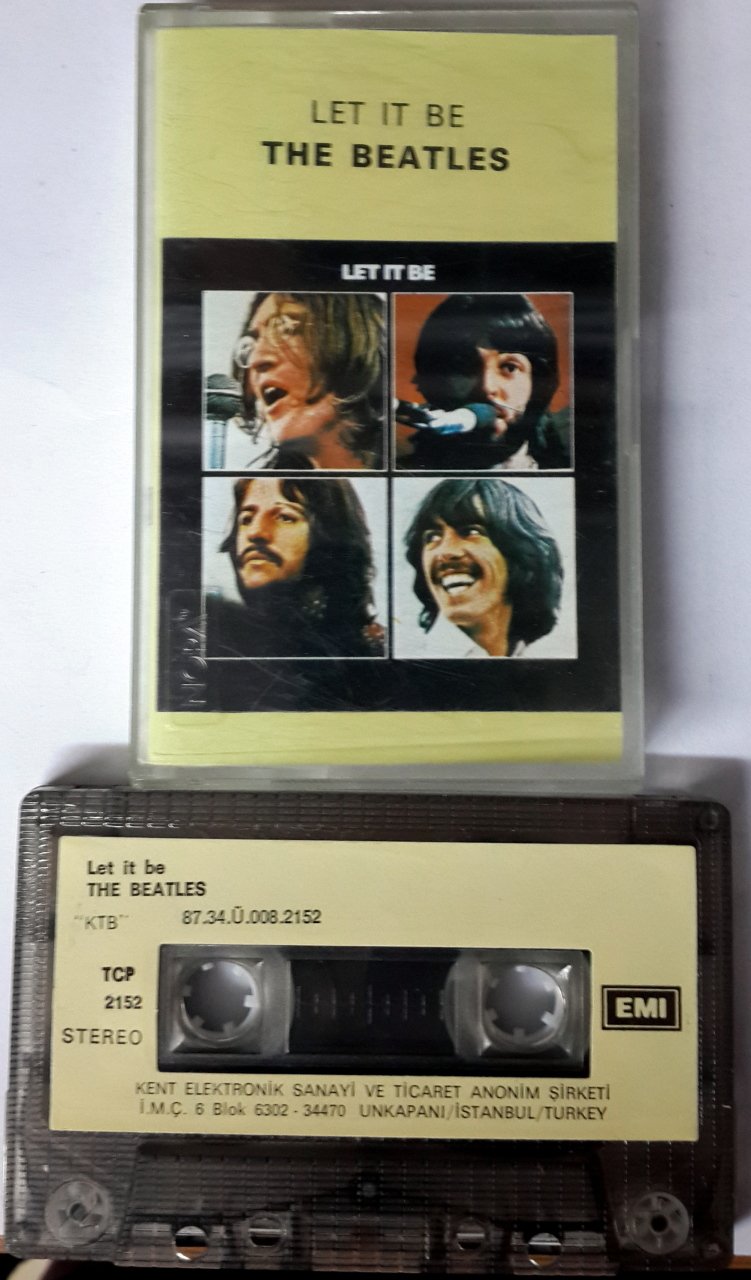 LET IT BE
THE BEATLES
LET IT BE
NORA
Let it be
THE BEATLES
"KTB" 87.34.Ü.008.2152
TCP
2152
STEREO
EMI
KENT ELEKTRONİK SANAYİ VE TİCARET ANONİM ŞİRKETİ
İ.M.Ç. 6 Blok 6302 - 34470 UNKAPANI/İSTANBUL/TURKEY